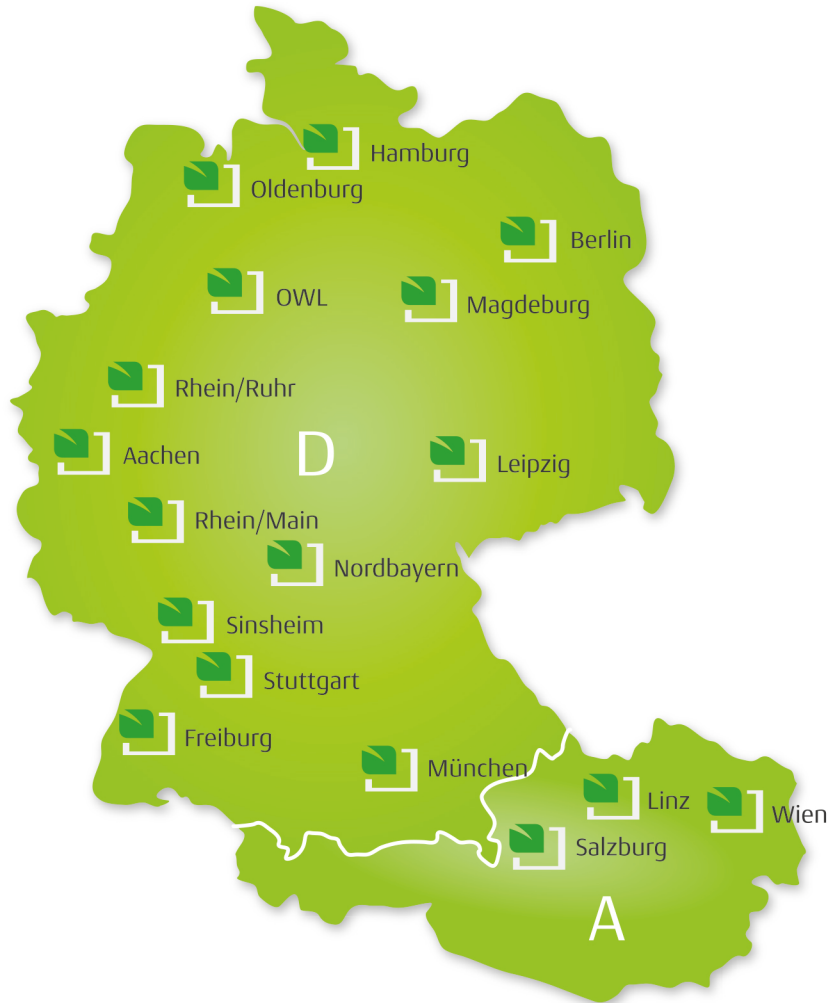 Hamburg
Oldenburg
Berlin
OWL
Magdeburg
Rhein/Ruhr
D
Aachen
Leipzig
Rhein/Main
Nordbayern
Sinsheim
Stuttgart
Freiburg
München
Linz
Wien
Salzburg
A